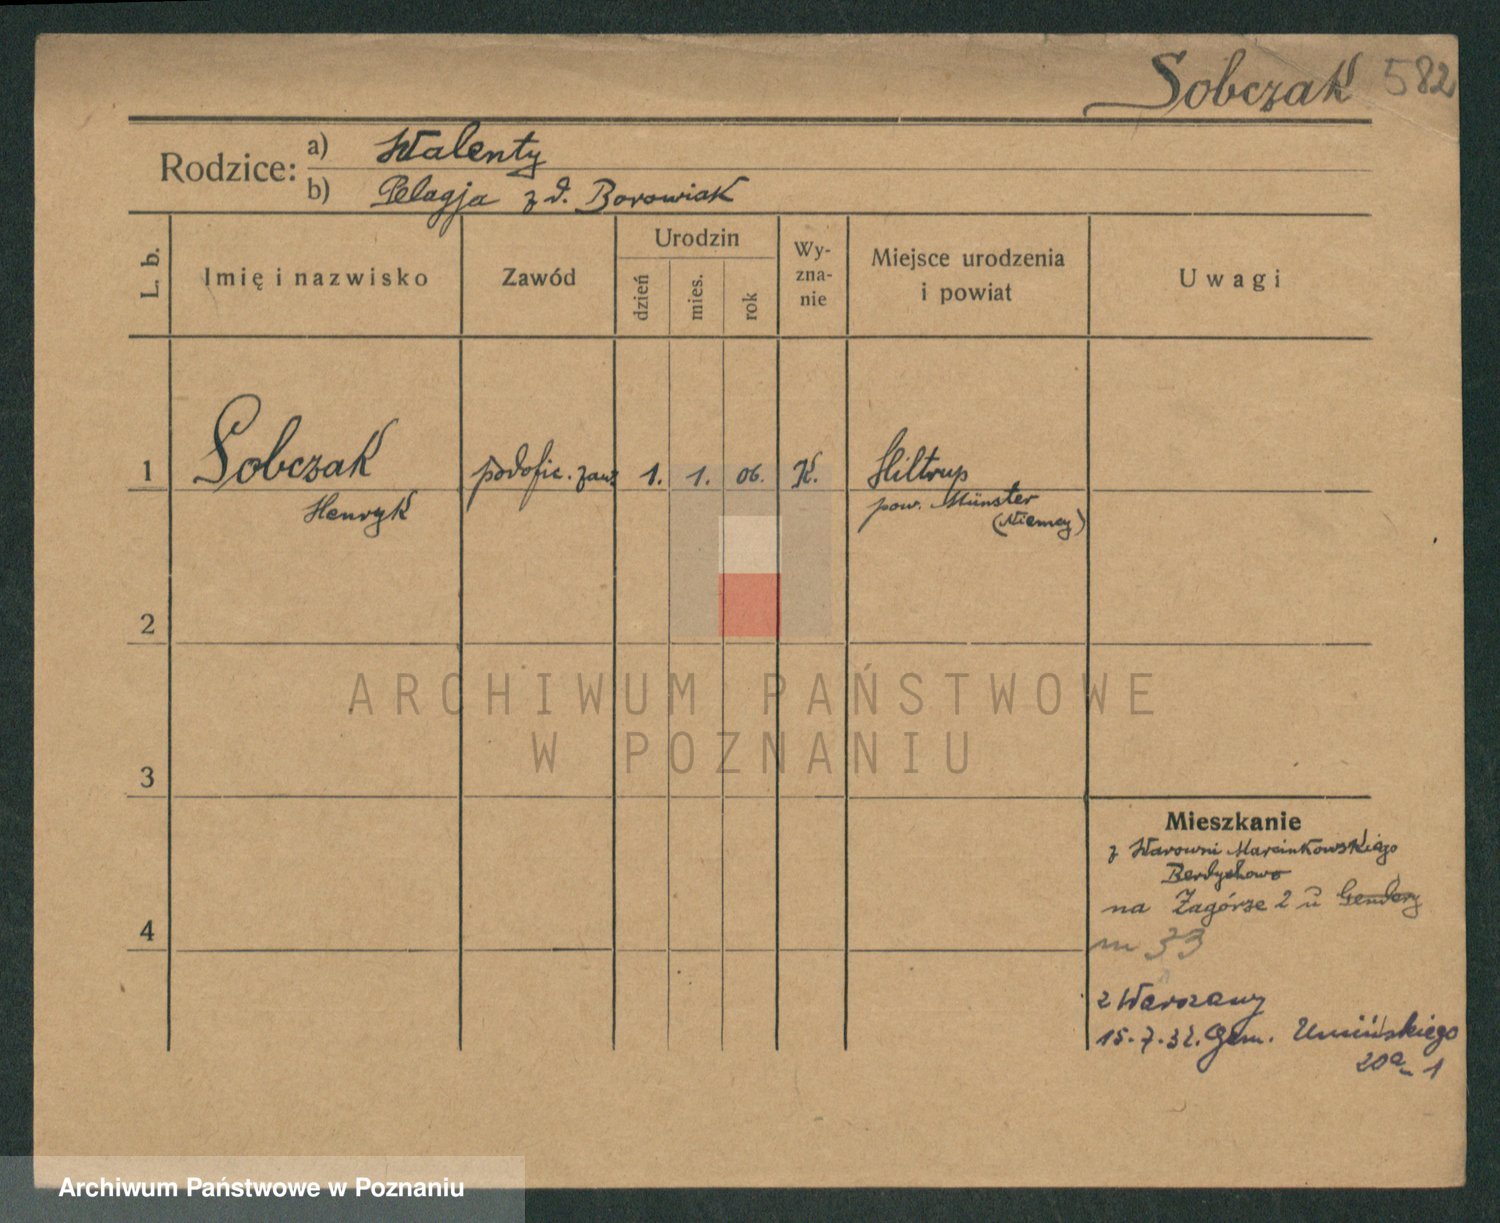 Sobczak 582
Rodzice:
a) Walenty
b) Pelagja z d. Borowiak
L. b.
Imię i nazwisko
Zawód
Urodzin
dzień
mies.
rok
Wy-
zna-
nie
Miejsce urodzenia
i powiat
Uwagi
1 Sobczak podofic. zaw. 1. 1. 06. K. Hiltrup
Henryk pow. Münster
(Niemcy)
2
3
4
Mieszkanie
z Warowni Marcinkowskiego
Berdychowo
na Zagórze 2 u Gendery
33
z Warszawy
15.7.32. Gen. Umińskiego
20a 1
ARCHIWUM PAŃSTWOWE
W POZNANIU
Archiwum Państwowe w Poznaniu